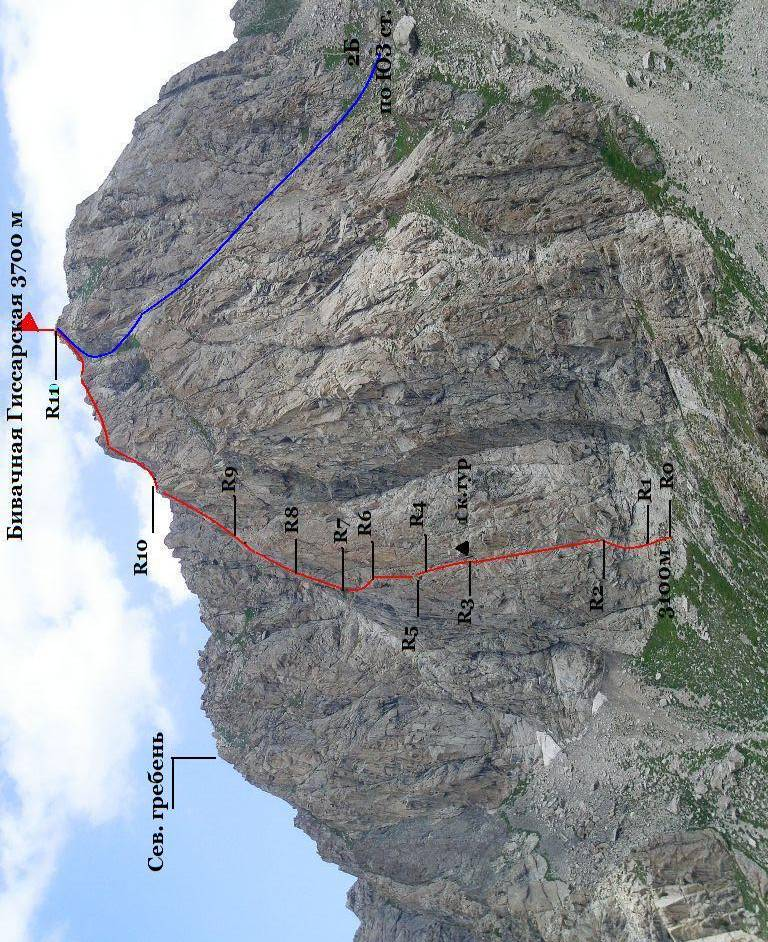 Бивачная Гиссарская 3700 м
R11
R10
Сев. гребень
R9
R8
R7
2Б
по ЮЗ ст.
R6
R5
R4
1 к.тур
R3
R2
R1
R0
3100м